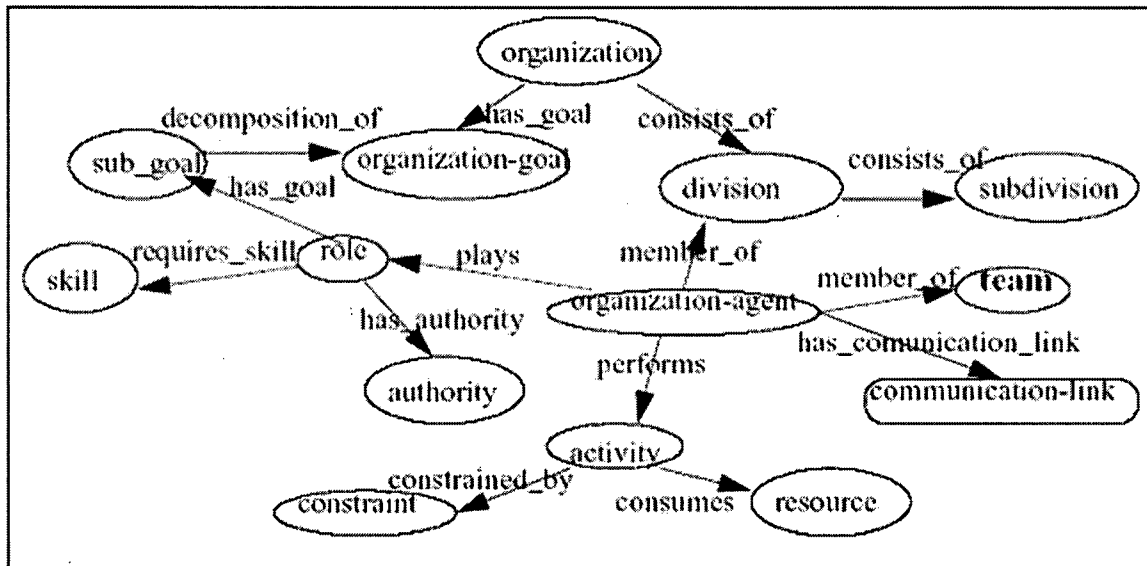 organization
decomposition_of
has_goal
consists_of
sub_goal
organization-goal
consists_of
division
subdivision
has_goal
requires_skill
role
plays
member_of
member_of
team
skill
organization-agent
has_authority
has_comunication_link
performs
authority
communication-link
activity
constrained_by
constraint
consumes
resource